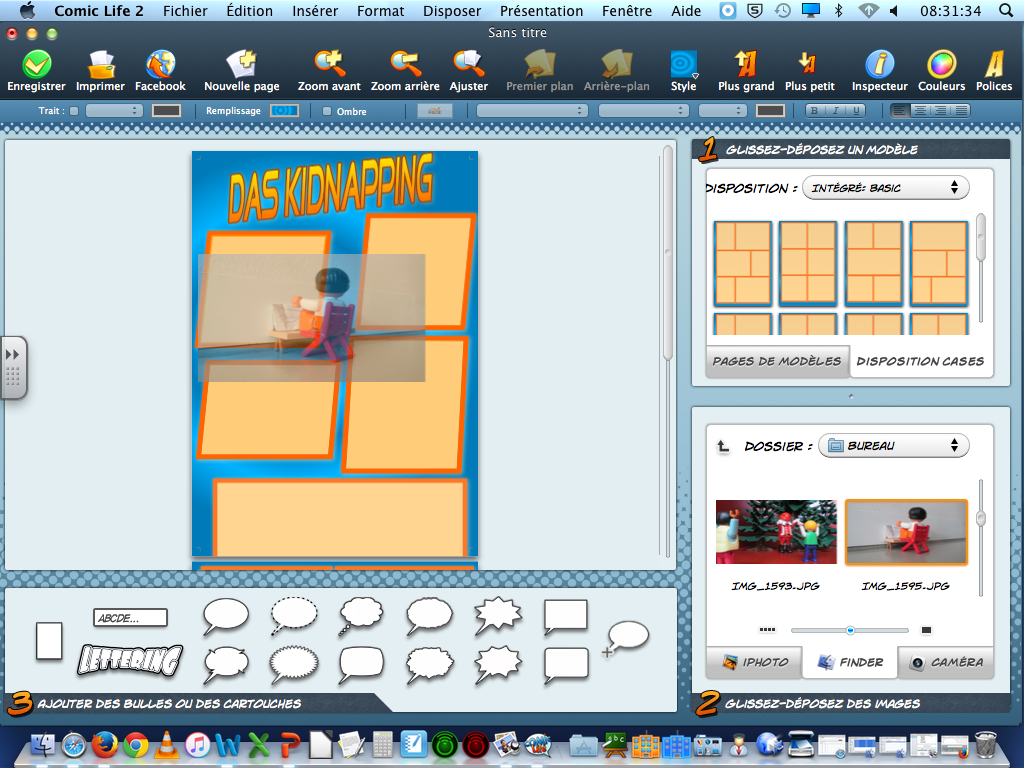 Comic Life 2 Fichier Édition Insérer Format Disposer Présentation Fenêtre Aide 08:31:34
Sans titre
Enregistrer Imprimer Facebook Nouvelle page Zoom avant Zoom arrière Ajuster Premier plan Arrière-plan Style Plus grand Plus petit Inspecteur Couleurs Polices
Trait : Remplissage Ombre B I U
DAS KIDNAPPING
1 GLISSEZ-DÉPOSEZ UN MODÈLE
DISPOSITION : INTÉGRÉ: BASIC
PAGES DE MODÈLES DISPOSITION CASES
DOSSIER : BUREAU
IMG_1593.JPG IMG_1595.JPG
IPHOTO FINDER CAMÉRA
2 GLISSEZ-DÉPOSEZ DES IMAGES
ABCDE...
LETTERING
3 AJOUTER DES BULLES OU DES CARTOUCHES